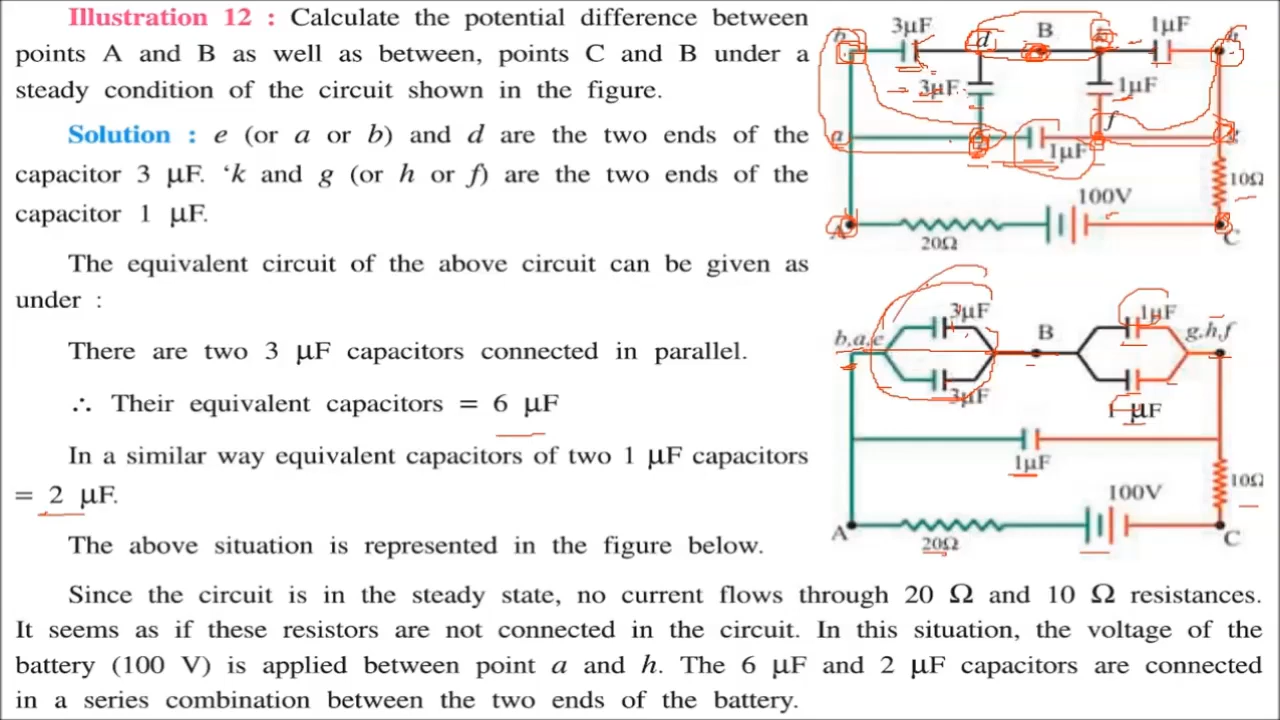 Illustration 12 : Calculate the potential difference between
points A and B as well as between, points C and B under a
steady condition of the circuit shown in the figure.
Solution : e (or a or b) and d are the two ends of the
capacitor 3 μF. ‘k and g (or h or f) are the two ends of the
capacitor 1 μF.
The equivalent circuit of the above circuit can be given as
under :
There are two 3 μF capacitors connected in parallel.
∴ Their equivalent capacitors = 6 μF
In a similar way equivalent capacitors of two 1 μF capacitors
= 2 μF.
The above situation is represented in the figure below.
Since the circuit is in the steady state, no current flows through 20 Ω and 10 Ω resistances.
It seems as if these resistors are not connected in the circuit. In this situation, the voltage of the
battery (100 V) is applied between point a and h. The 6 μF and 2 μF capacitors are connected
in a series combination between the two ends of the battery.
b 3μF d B 1μF
3μF 1μF
a 1μF f
10Ω
100V
A 20Ω C
3μF 1μF
b,a,e B g,h,f
3μF 1 μF
1μF 10Ω
100V
A 20Ω C